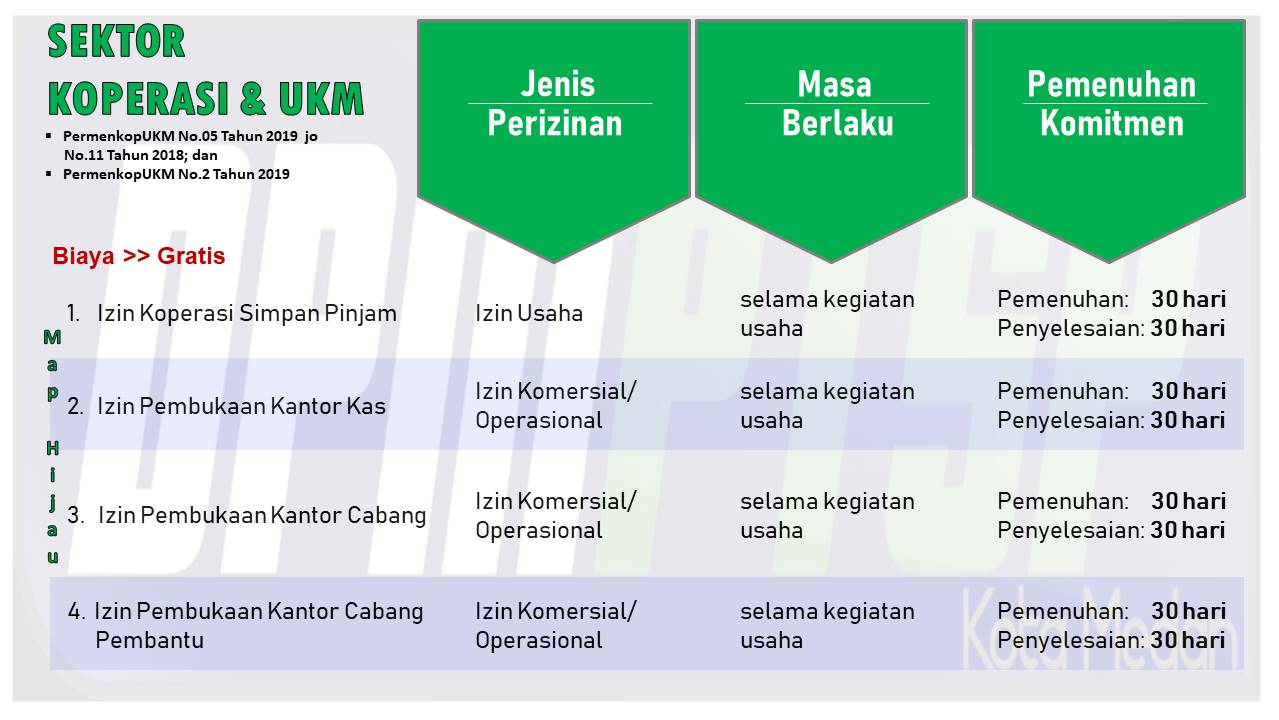 SEKTOR
KOPERASI & UKM
▪ PermenkopUKM No.05 Tahun 2019 jo
No.11 Tahun 2018; dan
▪ PermenkopUKM No.2 Tahun 2019
Biaya >> Gratis
Jenis
Perizinan
Masa
Berlaku
Pemenuhan
Komitmen
Map Hijau
1. Izin Koperasi Simpan Pinjam
Izin Usaha
selama kegiatan
usaha
Pemenuhan: 30 hari
Penyelesaian: 30 hari
2. Izin Pembukaan Kantor Kas
Izin Komersial/
Operasional
selama kegiatan
usaha
Pemenuhan: 30 hari
Penyelesaian: 30 hari
3. Izin Pembukaan Kantor Cabang
Izin Komersial/
Operasional
selama kegiatan
usaha
Pemenuhan: 30 hari
Penyelesaian: 30 hari
4. Izin Pembukaan Kantor Cabang
Pembantu
Izin Komersial/
Operasional
selama kegiatan
usaha
Pemenuhan: 30 hari
Penyelesaian: 30 hari
DPMPTSP
Kota Medan